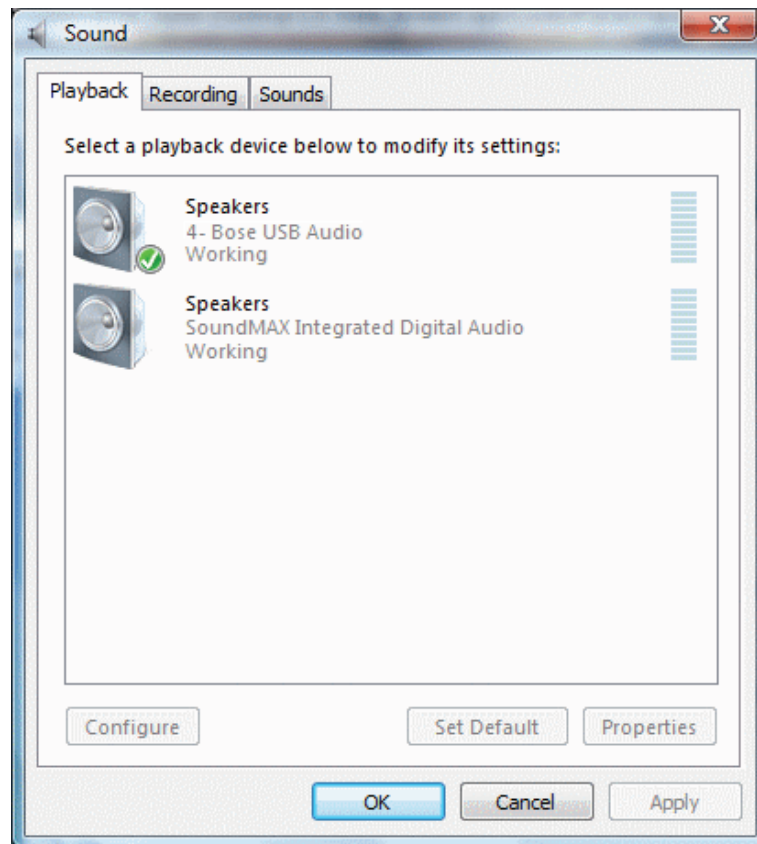 Sound
Playback Recording Sounds
Select a playback device below to modify its settings:
Speakers
4- Bose USB Audio
Working
Speakers
SoundMAX Integrated Digital Audio
Working
Configure Set Default Properties
OK Cancel Apply